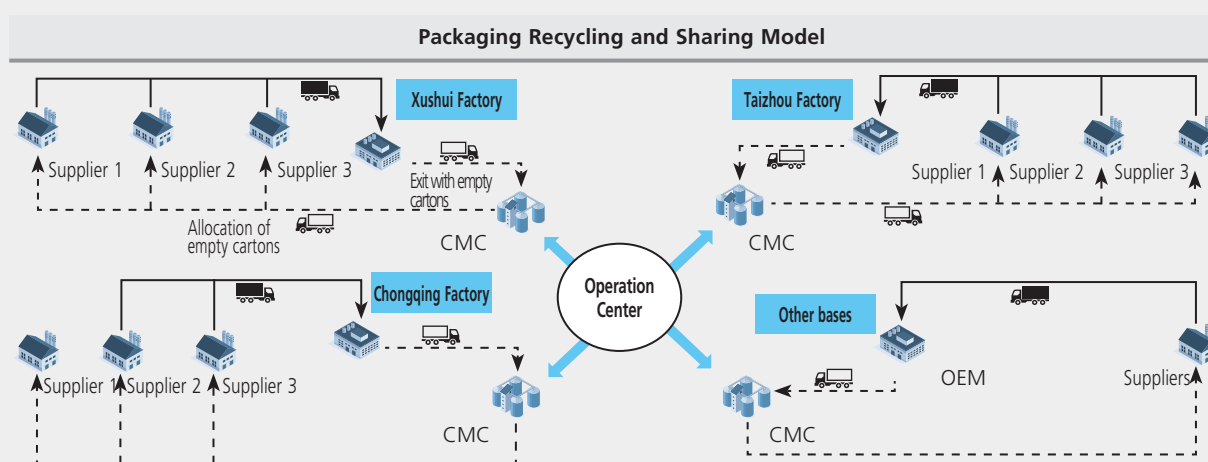 Packaging Recycling and Sharing Model
Xushui Factory
Supplier 1
Supplier 2
Supplier 3
Exit with empty
cartons
Allocation of
empty cartons
CMC
Taizhou Factory
Supplier 1
Supplier 2
Supplier 3
CMC
Operation
Center
Chongqing Factory
Supplier 1
Supplier 2
Supplier 3
CMC
Other bases
OEM
Suppliers
CMC